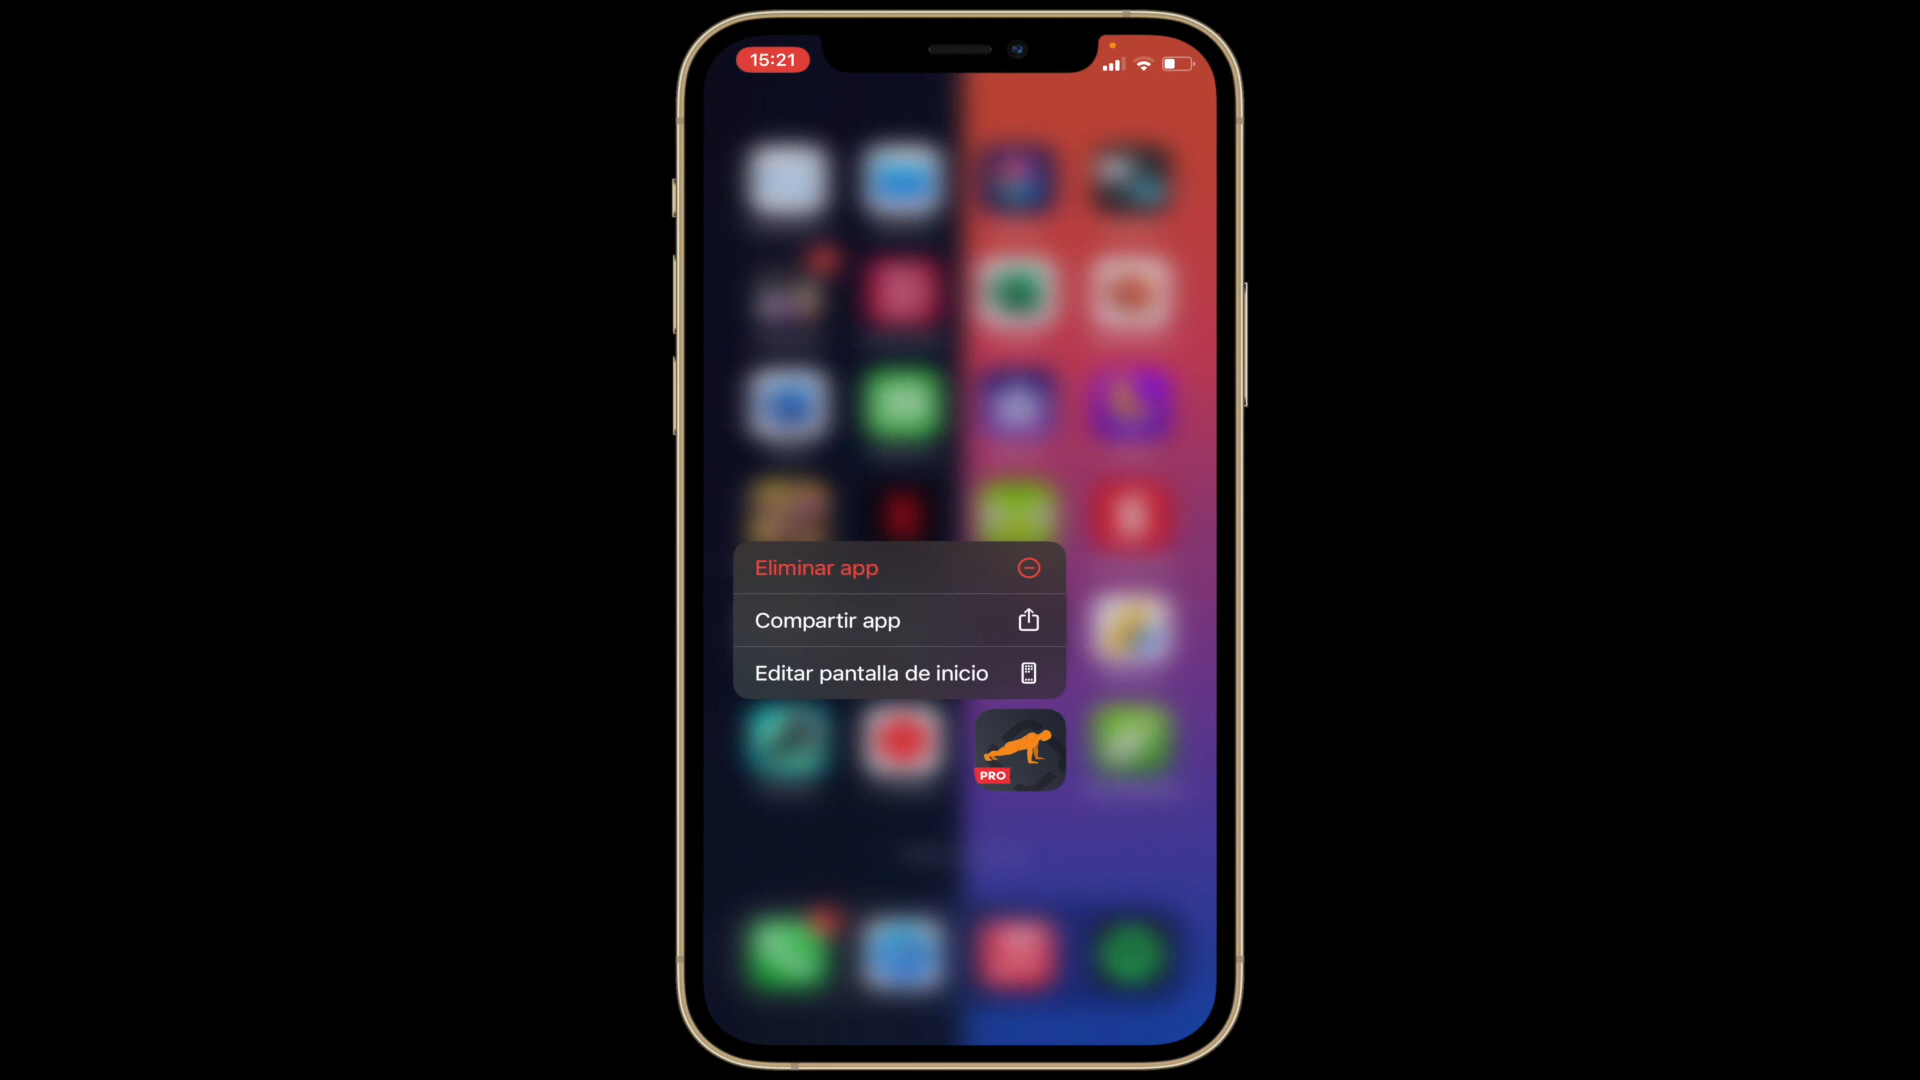 15:21
Eliminar app
Compartir app
Editar pantalla de inicio
PRO